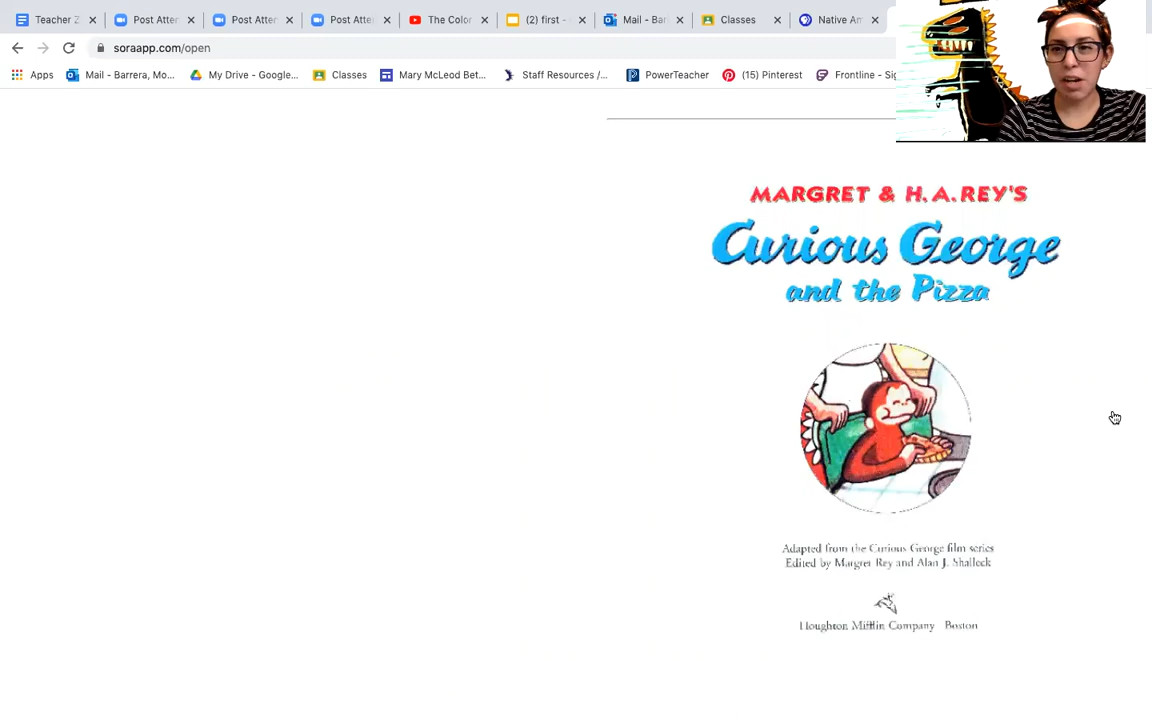 Teacher Z
Post Atter
Post Atter
Post Atte
The Color
(2) first -
Mail - Bar
Classes
Native Am
soraapp.com/open
Apps
Mail - Barrera, Mo...
My Drive - Google...
Classes
Mary McLeod Bet...
Staff Resources /...
PowerTeacher
(15) Pinterest
Frontline - Sig
MARGRET & H.A. REY'S
Curious George
and the Pizza
Adapted from the Curious George film series
Edited by Margret Rey and Alan J. Shalleck
Houghton Mifflin Company Boston